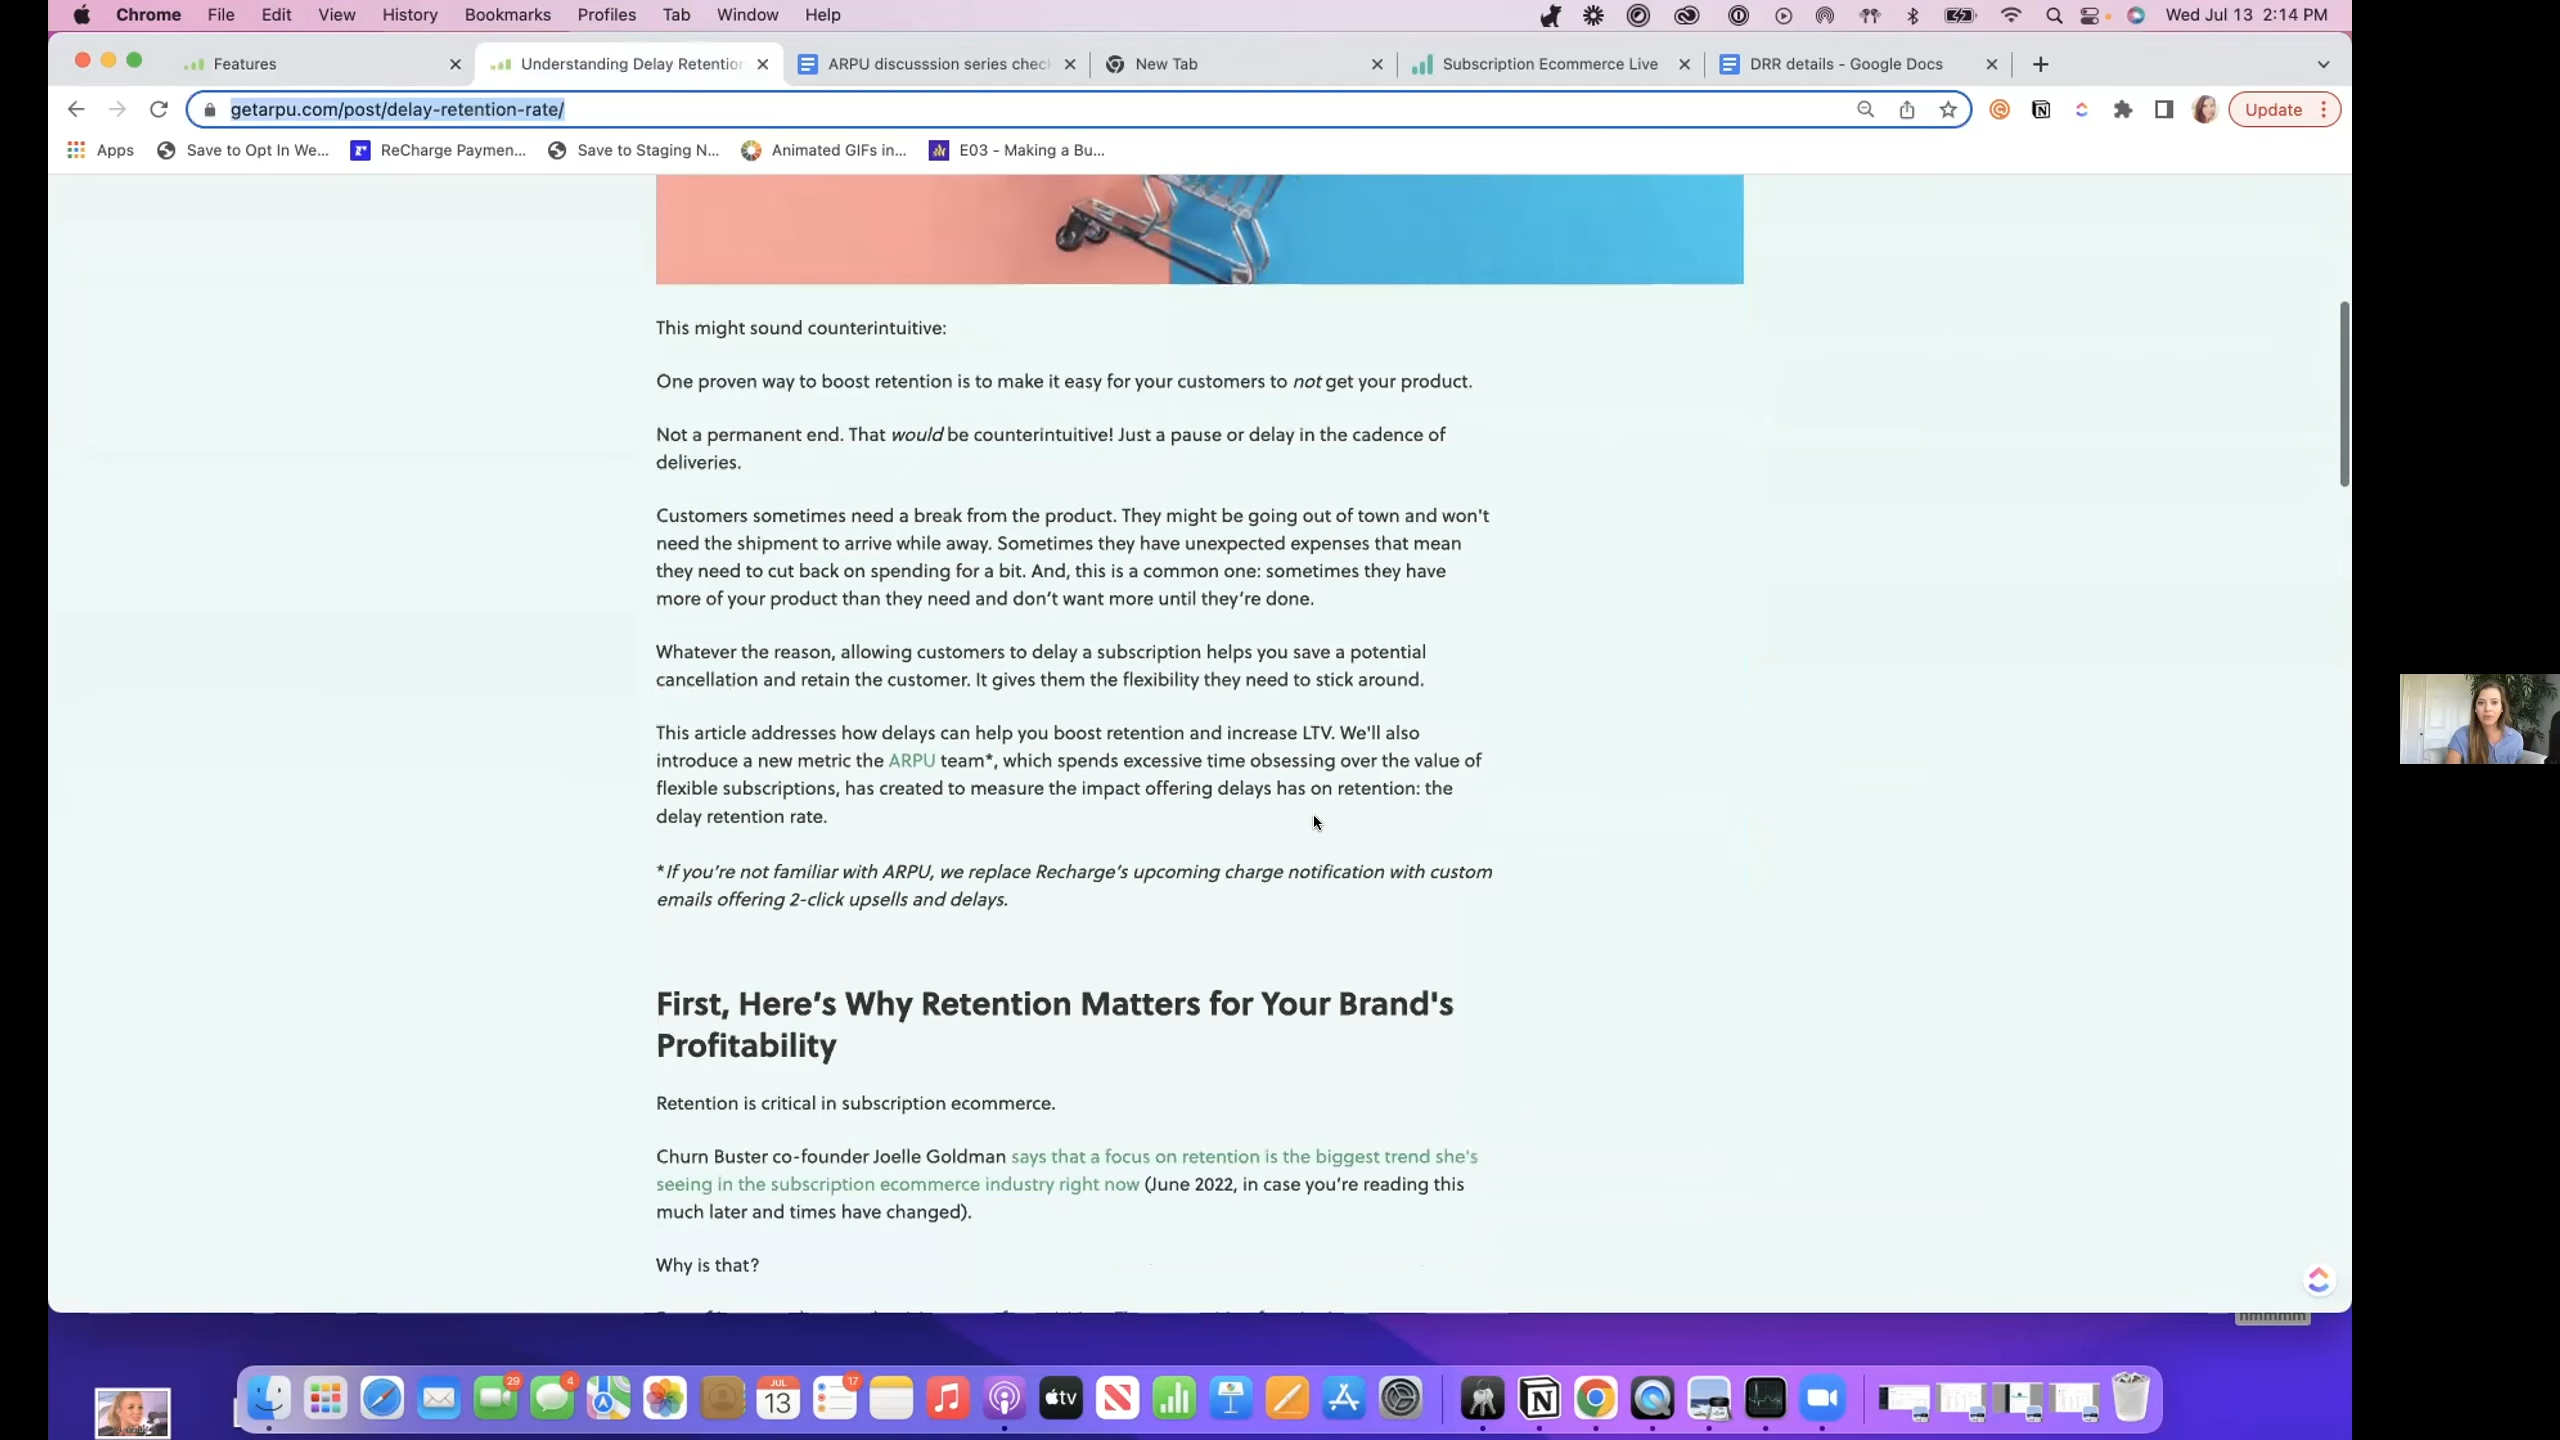 Chrome File Edit View History Bookmarks Profiles Tab Window Help Wed Jul 13 2:14 PM
Features Understanding Delay Retentio ARPU discusssion series chec New Tab Subscription Ecommerce Live DRR details - Google Docs
getarpu.com/post/delay-retention-rate/ Update
Apps Save to Opt In We... ReCharge Paymen... Save to Staging N... Animated GIFs in... E03 - Making a Bu...
This might sound counterintuitive:
One proven way to boost retention is to make it easy for your customers to not get your product.
Not a permanent end. That would be counterintuitive! Just a pause or delay in the cadence of
deliveries.
Customers sometimes need a break from the product. They might be going out of town and won't
need the shipment to arrive while away. Sometimes they have unexpected expenses that mean
they need to cut back on spending for a bit. And, this is a common one: sometimes they have
more of your product than they need and don’t want more until they’re done.
Whatever the reason, allowing customers to delay a subscription helps you save a potential
cancellation and retain the customer. It gives them the flexibility they need to stick around.
This article addresses how delays can help you boost retention and increase LTV. We'll also
introduce a new metric the ARPU team*, which spends excessive time obsessing over the value of
flexible subscriptions, has created to measure the impact offering delays has on retention: the
delay retention rate.
*If you’re not familiar with ARPU, we replace Recharge’s upcoming charge notification with custom
emails offering 2-click upsells and delays.
First, Here’s Why Retention Matters for Your Brand's
Profitability
Retention is critical in subscription ecommerce.
Churn Buster co-founder Joelle Goldman says that a focus on retention is the biggest trend she's
seeing in the subscription ecommerce industry right now (June 2022, in case you’re reading this
much later and times have changed).
Why is that?
29 4 JUL 13 17 tv